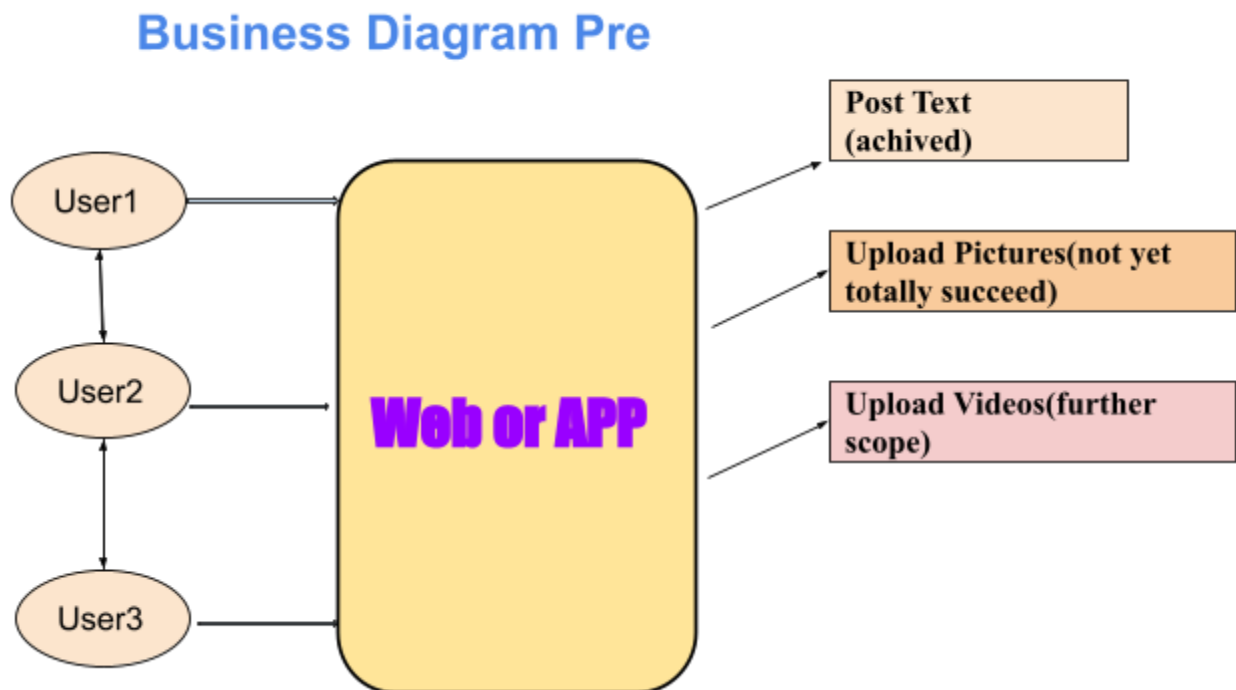 Business Diagram Pre
Post Text
(achived)
User1
Upload Pictures(not yet
totally succeed)
User2
Web or APP
Upload Videos(further
scope)
User3